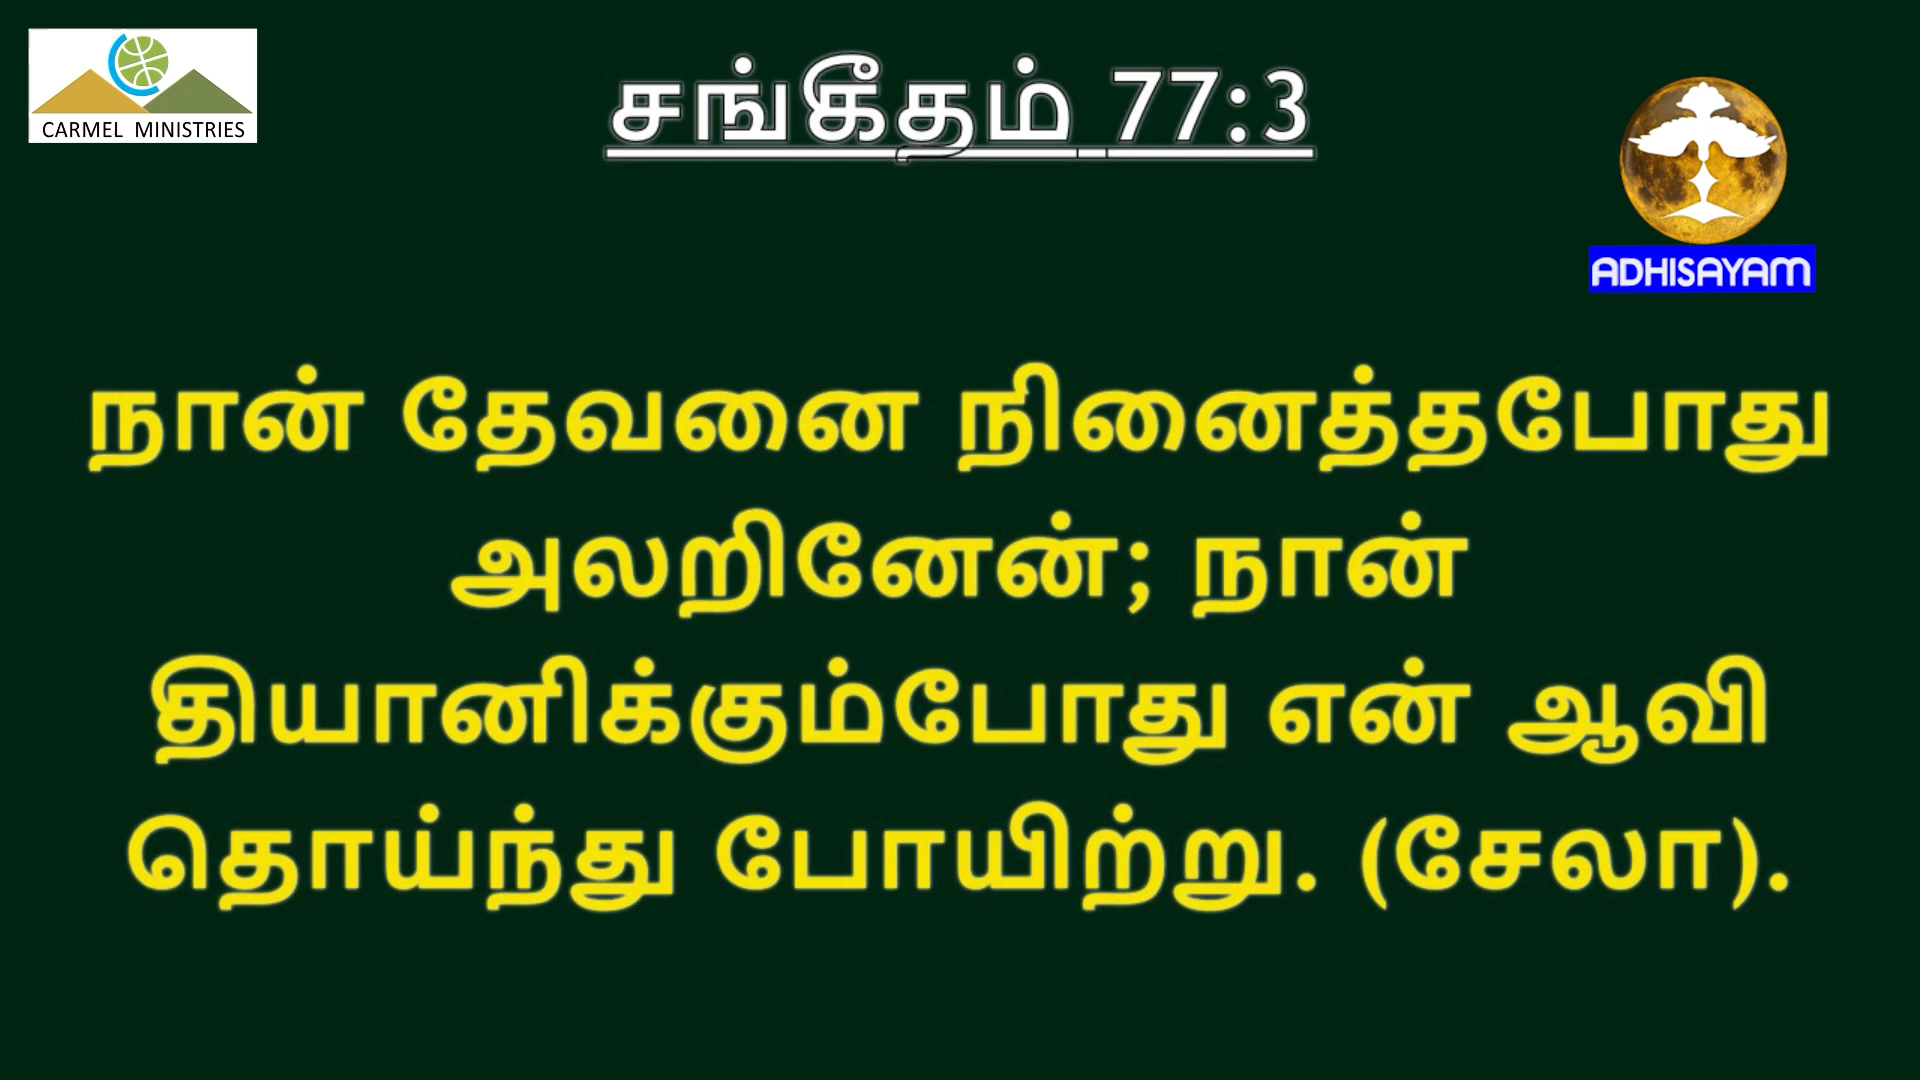 CARMEL MINISTRIES
சங்கீதம் 77:3
ADHISAYAM
நான் தேவனை நினைத்தபோது
அலறினேன்; நான்
தியானிக்கும்போது என் ஆவி
தொய்ந்து போயிற்று. (சேலா).